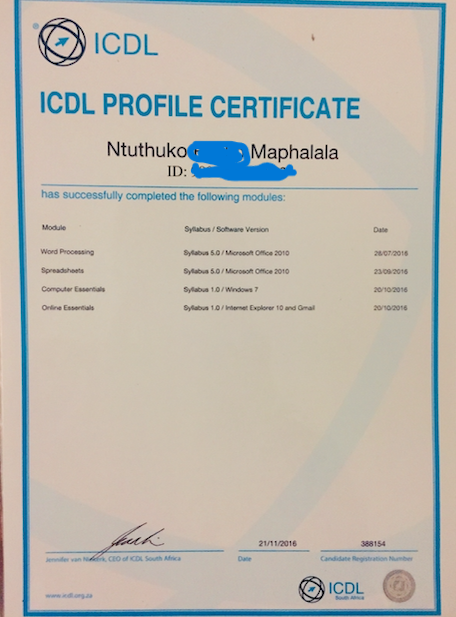 ICDL
ICDL PROFILE CERTIFICATE
Ntuthuko Maphalala
ID:
has successfully completed the following modules:
Module Syllabus / Software Version Date
Word Processing Syllabus 5.0 / Microsoft Office 2010 28/07/2016
Spreadsheets Syllabus 5.0 / Microsoft Office 2010 23/09/2016
Computer Essentials Syllabus 1.0 / Windows 7 20/10/2016
Online Essentials Syllabus 1.0 / Internet Explorer 10 and Gmail 20/10/2016
21/11/2016 388154
Jennifer van Niekerk, CEO of ICDL South Africa Date Candidate Registration Number
www.icdl.org.za
ICDL
South Africa